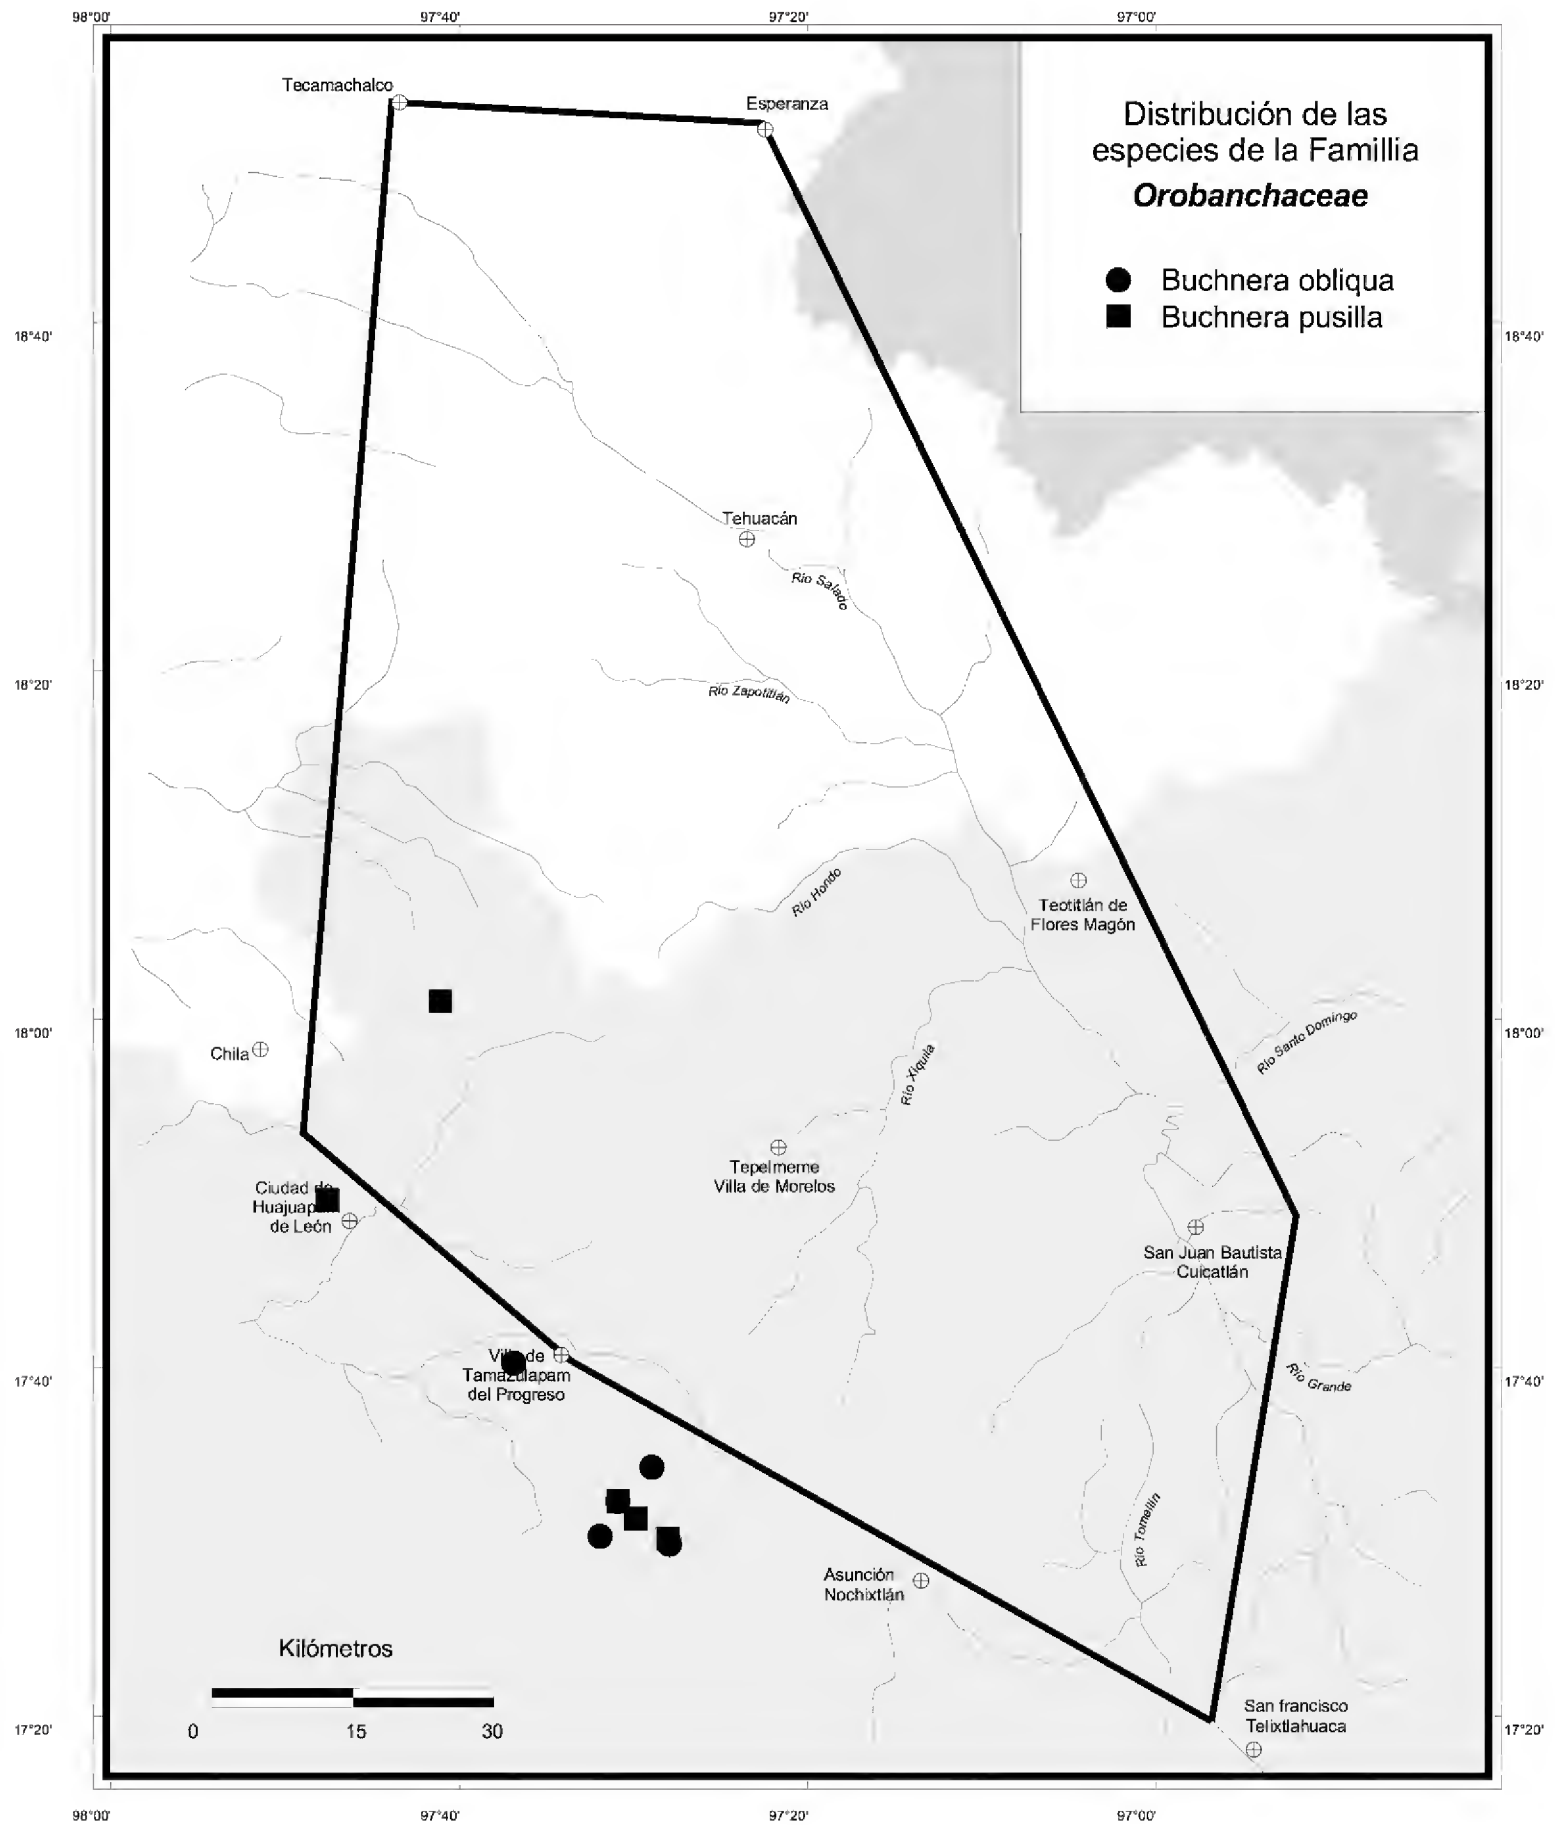 98°00'
97°40'
97°20'
97°00'
Tecamachalco
Esperanza
Distribución de las
especies de la Famillia
Orobanchaceae
Buchnera obliqua
Buchnera pusilla
18°40'
18°40'
Tehuacán
Río Salado
18°20'
18°20'
Río Zapotitlán
Río Hondo
Teotitlán de
Flores Magón
18°00'
18°00'
Chila
Río Santo Domingo
Río Xiquila
Tepelmeme
Villa de Morelos
Ciudad de
Huajuapan
de León
San Juan Bautista
Cuicatlán
Villa de
Tamazulapam
del Progreso
17°40'
17°40'
Río Grande
Río Tomellín
Asunción
Nochixtlán
Kilómetros
0 15 30
San francisco
Telixtlahuaca
17°20'
17°20'
98°00'
97°40'
97°20'
97°00'